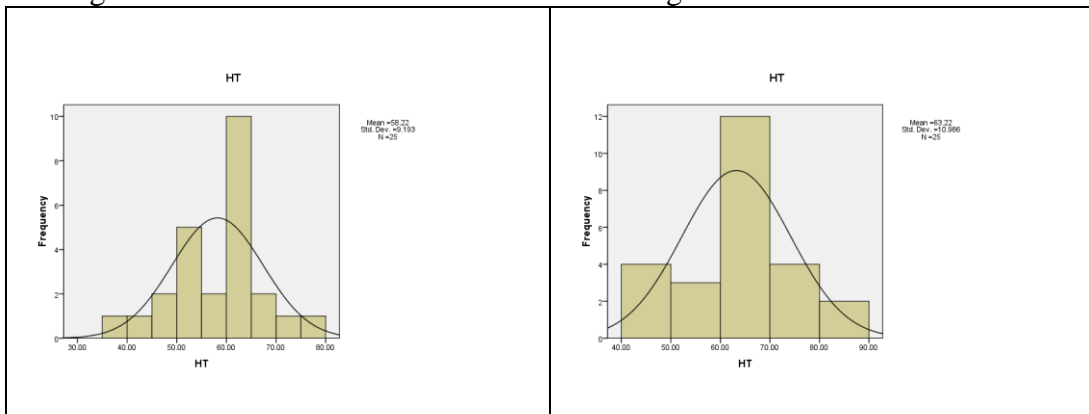 HT
Mean =58.22
Std. Dev. =9.193
N =25
10
8
6
4
2
0
Frequency
30.00 40.00 50.00 60.00 70.00 80.00
HT
HT
Mean =63.22
Std. Dev. =10.986
N =25
12
10
8
6
4
2
0
Frequency
40.00 50.00 60.00 70.00 80.00 90.00
HT